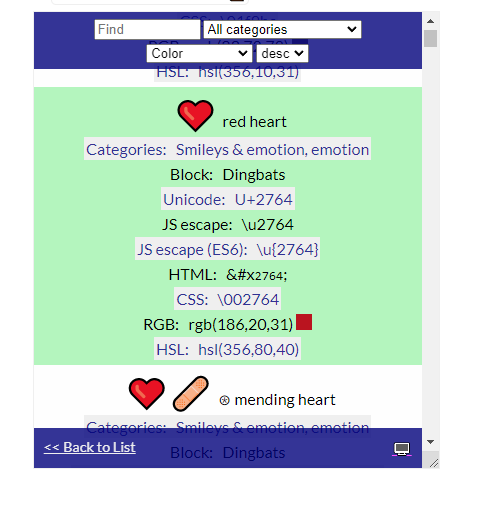 Find All categories
Color desc
HSL: hsl(356,10,31)
red heart
Categories: Smileys & emotion, emotion
Block: Dingbats
Unicode: U+2764
JS escape: \u2764
JS escape (ES6): \u{2764}
HTML: &#x2764;
CSS: \002764
RGB: rgb(186,20,31)
HSL: hsl(356,80,40)
mending heart
Categories: Smileys & emotion, emotion
<< Back to List
Block: Dingbats